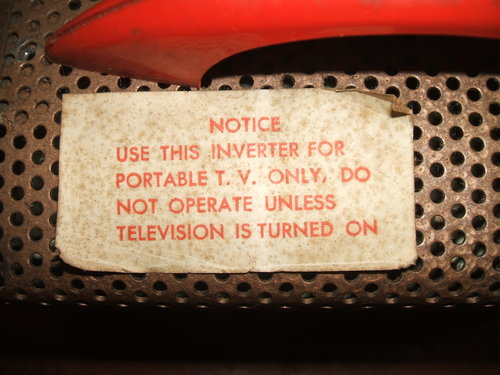 NOTICE
USE THIS INVERTER FOR
PORTABLE T. V. ONLY, DO
NOT OPERATE UNLESS
TELEVISION IS TURNED ON